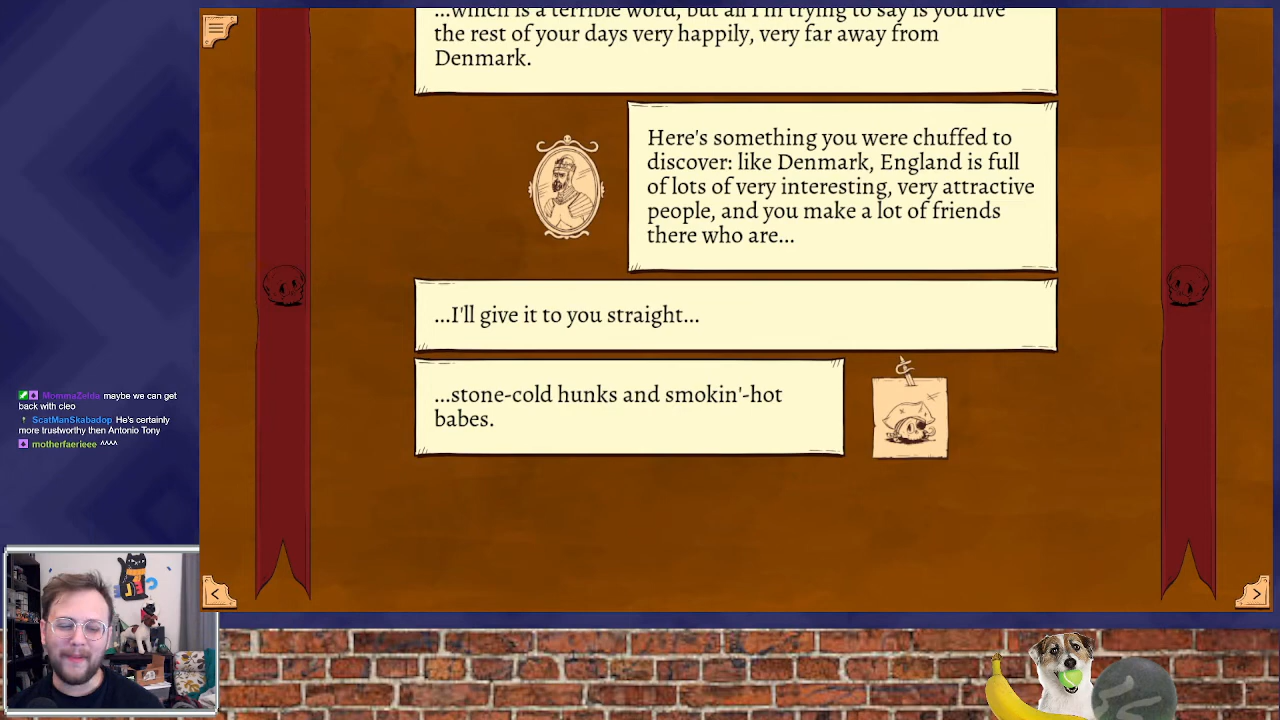 ...which is a terrible word, but all I'm trying to say is you live
the rest of your days very happily, very far away from
Denmark.
Here's something you were chuffed to
discover: like Denmark, England is full
of lots of very interesting, very attractive
people, and you make a lot of friends
there who are...
...I'll give it to you straight...
...stone-cold hunks and smokin'-hot
babes.
MommaZelda maybe we can get
back with cleo
ScatManSkabadop He's certainly
more trustworthy then Antonio Tony
motherfaerieee ^^^^
<
>